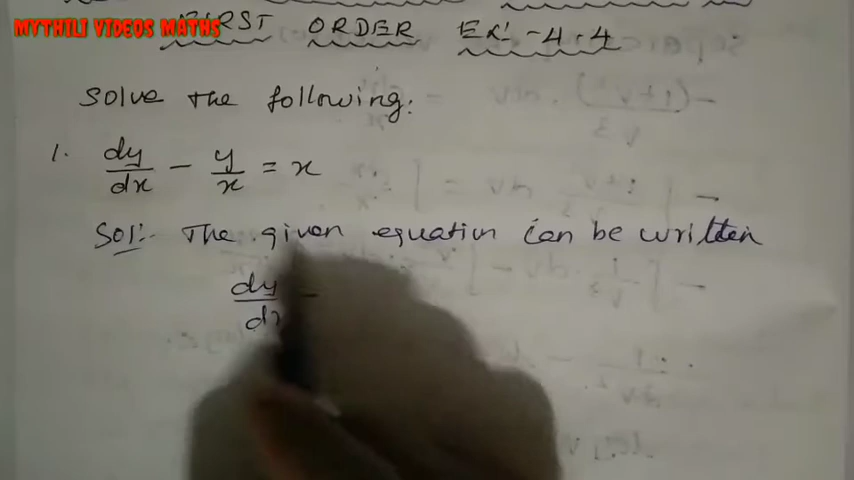 MYTHILI VIDEOS MATHS
FIRST ORDER EX: -4.4
Solve the following:
1. dy/dx - y/x = x
Sol:- The given equation can be written
dy/dx -